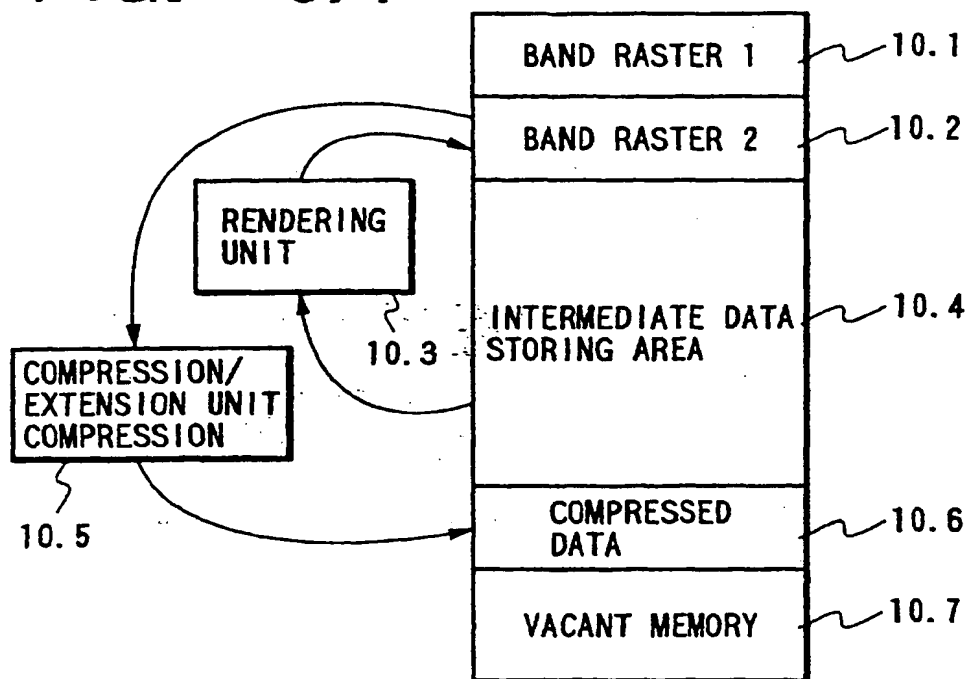 BAND RASTER 1
10.1
BAND RASTER 2
10.2
RENDERING
UNIT
10.3
INTERMEDIATE DATA
STORING AREA
10.4
COMPRESSION/
EXTENSION UNIT
COMPRESSION
10.5
COMPRESSED
DATA
10.6
VACANT MEMORY
10.7